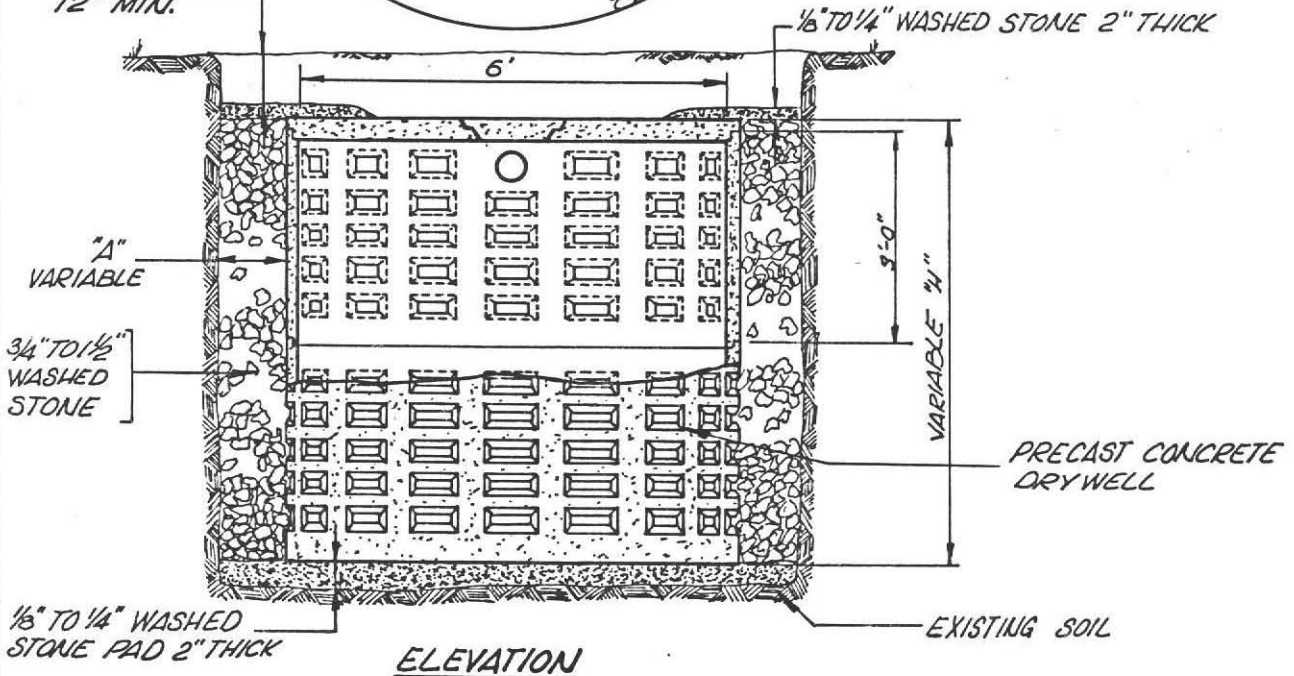 12" MIN.
1/8" TO 1/4" WASHED STONE 2" THICK
6'
"A"
VARIABLE
3'-0"
VARIABLE "H"
3/4" TO 1 1/2"
WASHED
STONE
PRECAST CONCRETE
DRYWELL
1/8" TO 1/4" WASHED
STONE PAD 2" THICK
EXISTING SOIL
ELEVATION